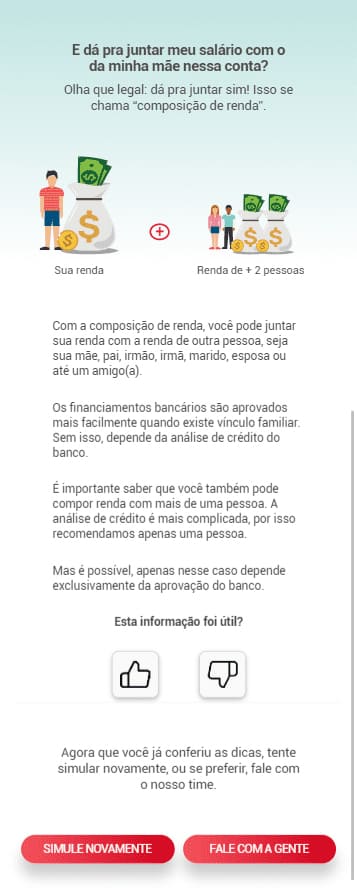 E dá pra juntar meu salário com o
da minha mãe nessa conta?
Olha que legal: dá pra juntar sim! Isso se
chama “composição de renda”.
Sua renda
Renda de + 2 pessoas
Com a composição de renda, você pode juntar
sua renda com a renda de outra pessoa, seja
sua mãe, pai, irmão, irmã, marido, esposa ou
até um amigo(a).
Os financiamentos bancários são aprovados
mais facilmente quando existe vínculo familiar.
Sem isso, depende da análise de crédito do
banco.
É importante saber que você também pode
compor renda com mais de uma pessoa. A
análise de crédito é mais complicada, por isso
recomendamos apenas uma pessoa.
Mas é possível, apenas nesse caso depende
exclusivamente da aprovação do banco.
Esta informação foi útil?
Agora que você já conferiu as dicas, tente
simular novamente, ou se preferir, fale com
o nosso time.
SIMULE NOVAMENTE
FALE COM A GENTE